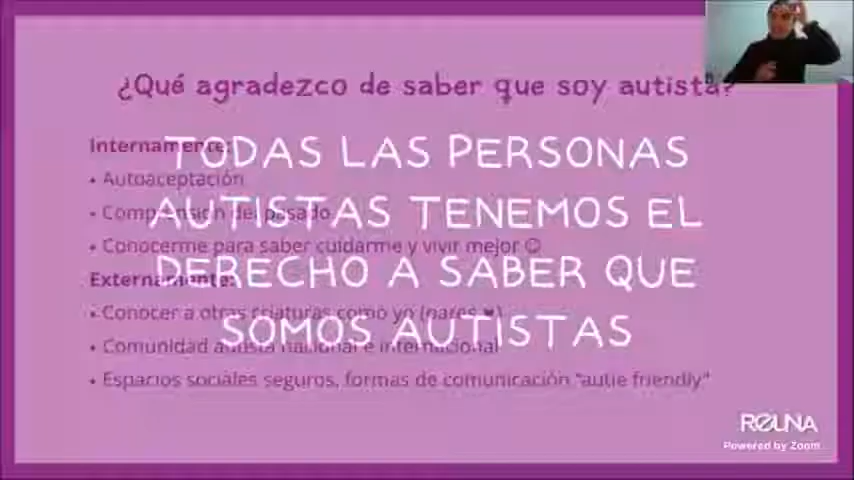 ¿Qué agradezco de saber que soy autista?
Internamente:
• Autoaceptación
• Comprensión del pasado
• Conocerme para saber cuidarme y vivir mejor ☺
Externamente:
• Conocer a otras criaturas como yo (pares ♥)
• Comunidad autista nacional e internacional
• Espacios sociales seguros, formas de comunicación "autie friendly"
TODAS LAS PERSONAS
AUTISTAS TENEMOS EL
DERECHO A SABER QUE
SOMOS AUTISTAS
REUNA
Powered by Zoom